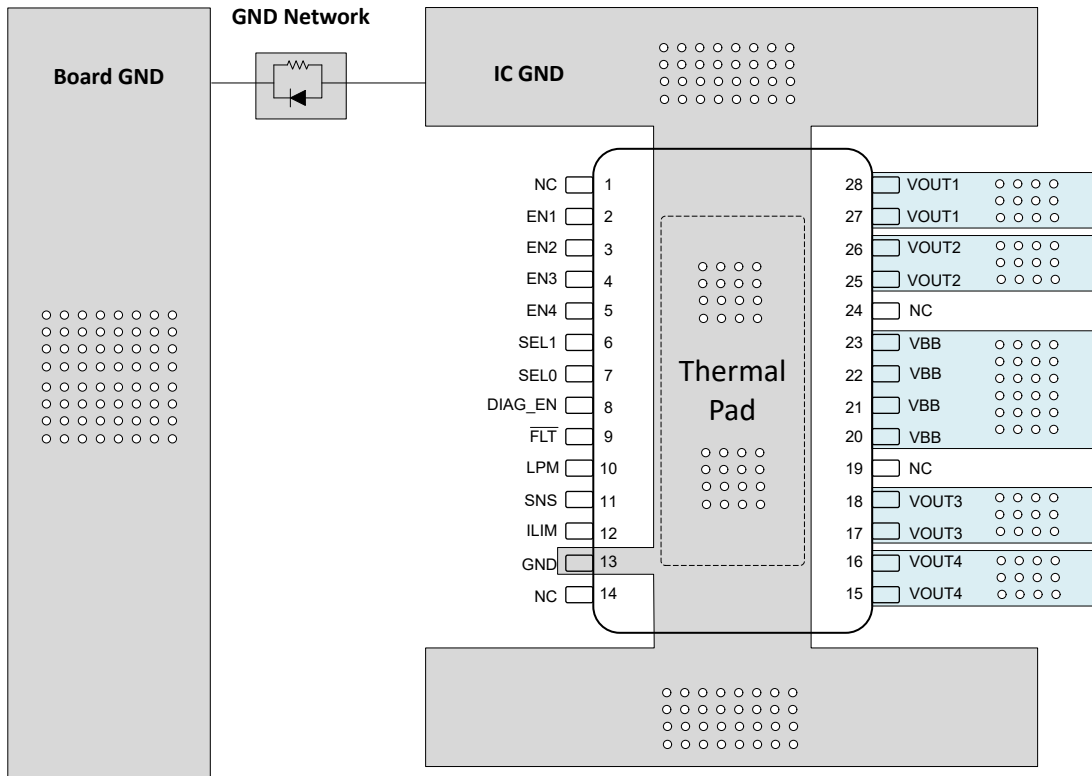 GND Network
Board GND
IC GND
NC 1
EN1 2
EN2 3
EN3 4
EN4 5
SEL1 6
SEL0 7
DIAG_EN 8
F̅L̅T̅ 9
LPM 10
SNS 11
ILIM 12
GND 13
NC 14
Thermal
Pad
28 VOUT1
27 VOUT1
26 VOUT2
25 VOUT2
24 NC
23 VBB
22 VBB
21 VBB
20 VBB
19 NC
18 VOUT3
17 VOUT3
16 VOUT4
15 VOUT4